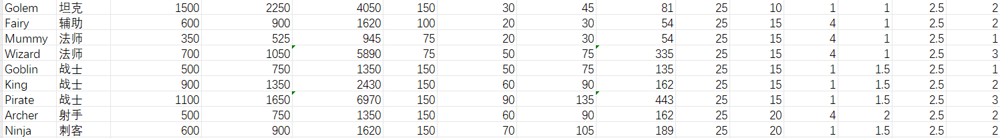 Golem 坦克 1500 2250 4050 150 30 45 81 25 10 1 1 2.5 2
Fairy 辅助 600 900 1620 100 20 30 54 25 15 4 1 2.5 2
Mummy 法师 350 525 945 75 20 30 54 25 15 4 1 2.5 1
Wizard 法师 700 1050 5890 75 50 75 335 25 15 4 1 2.5 3
Goblin 战士 500 750 1350 150 50 75 135 25 15 1 1.5 2.5 1
King 战士 900 1350 2430 150 60 90 162 25 15 1 1.5 2.5 2
Pirate 战士 1100 1650 6970 150 90 135 443 25 15 1 1.5 2.5 3
Archer 射手 500 750 1350 150 60 90 162 25 20 4 2 2.5 2
Ninja 刺客 600 900 1620 150 70 105 189 25 20 1 1.5 2.5 2